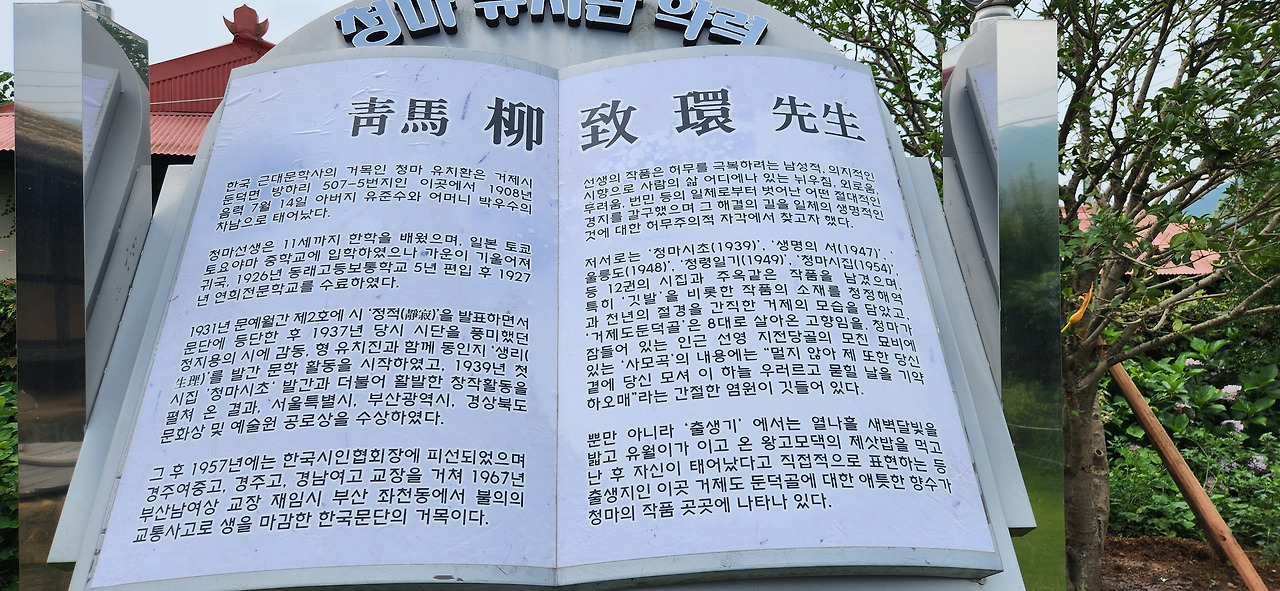 청마 유치환 약력
靑馬 柳 致 環 先生
한국 근대문학사의 거목인 청마 유치환은 거제시
둔덕면 방하리 507-5번지인 이곳에서 1908년
음력 7월 14일 아버지 유준수와 어머니 박우수의
차남으로 태어났다.
청마선생은 11세까지 한학을 배웠으며, 일본 토쿄
토요야마 중학교에 입학하였으나 가운이 기울어져
귀국, 1926년 동래고등보통학교 5년 편입 후 1927
년 연희전문학교를 수료하였다.
1931년 문예월간 제2호에 시 '정적(靜寂)'을 발표하면서
문단에 등단한 후 1937년 당시 시단을 풍미했던
정지용의 시에 감동, 형 유치진과 함께 동인지 '생리(
生理)'를 발간 문학 활동을 시작하였고, 1939년 첫
시집 '청마시초' 발간과 더불어 활발한 창작활동을
펼쳐 온 결과, 서울특별시, 부산광역시, 경상북도
문화상 및 예술원 공로상을 수상하였다.
그 후 1957년에는 한국시인협회장에 피선되었으며
경주여중고, 경주고, 경남여고 교장을 거쳐 1967년
부산남여상 교장 재임시 부산 좌천동에서 불의의
교통사고로 생을 마감한 한국문단의 거목이다.
선생의 작품은 허무를 극복하려는 남성적, 의지적인
시향으로 사람의 삶 어디에나 있는 뉘우침, 외로움,
두려움, 번민 등의 일체로부터 벗어난 어떤 절대적인
경지를 갈구했으며 그 해결의 길을 일체의 생명적인
것에 대한 허무주의적 자각에서 찾고자 했다.
저서로는 '청마시초(1939)', '생명의 서(1947)', '
울릉도(1948)', '청령일기(1949)', '청마시집(1954)',
등 12권의 시집과 주옥같은 작품을 남겼으며,
특히 '깃발'을 비롯한 작품의 소재를 청정해역
과 천년의 절경을 간직한 거제의 모습을 담았고,
'거제도둔덕골'은 8대로 살아온 고향임을, 청마가
잠들어 있는 인근 선영 지전당골의 모친 묘비에
있는 '사모곡'의 내용에는 "멀지 않아 제 또한 당신
곁에 당신 모셔 이 하늘 우러르고 묻힐 날을 기약
하오매"라는 간절한 염원이 깃들어 있다.
뿐만 아니라 '출생기' 에서는 열나흘 새벽달빛을
밟고 유월이가 이고 온 왕고모댁의 제삿밥을 먹고
난 후 자신이 태어났다고 직접적으로 표현하는 등
출생지인 이곳 거제도 둔덕골에 대한 애틋한 향수가
청마의 작품 곳곳에 나타나 있다.